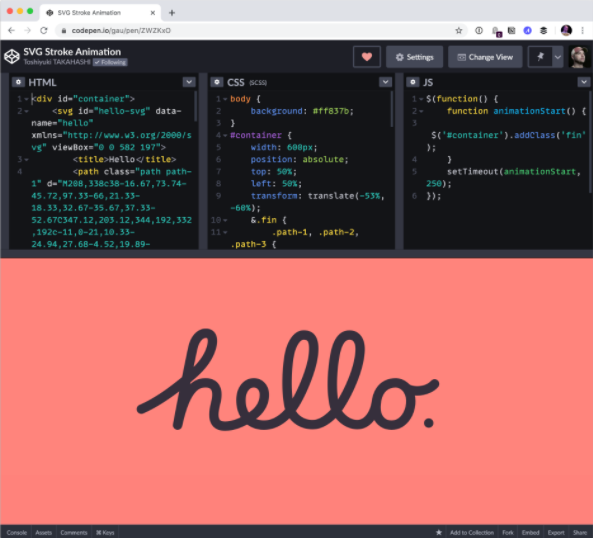 SVG Stroke Animation
codepen.io/gau/pen/ZWZKxO
SVG Stroke Animation
Toshiyuki TAKAHASHI ✓ Following
Settings
Change View
HTML
1 <div id="container">
2 <svg id="hello-svg" data-
name="hello"
xmlns="http://www.w3.org/2000/s
vg" viewBox="0 0 582 197">
3 <title>Hello</title>
4 <path class="path path-
1" d="M208,338c38-16.67,73.74-
45.72,97.33-66,21.33-
18.33,32.67-35.67,37.33-
52.67C347.12,203.12,344,192,332
,192c-11,0-21,10.33-
24.94,27.68-4.52,19.89-
CSS (SCSS)
1 body {
2 background: #ff837b;
3 }
4 #container {
5 width: 600px;
6 position: absolute;
7 top: 50%;
8 left: 50%;
9 transform: translate(-53%,
-60%);
10 &.fin {
11 .path-1, .path-2,
.path-3 {
JS
1 $(function() {
2 function animationStart() {
3
$('#container').addClass('fin'
);
4 }
5 setTimeout(animationStart,
250);
6 });
hello.
Console Assets Comments ⌘ Keys
Add to Collection Fork Embed Export Share